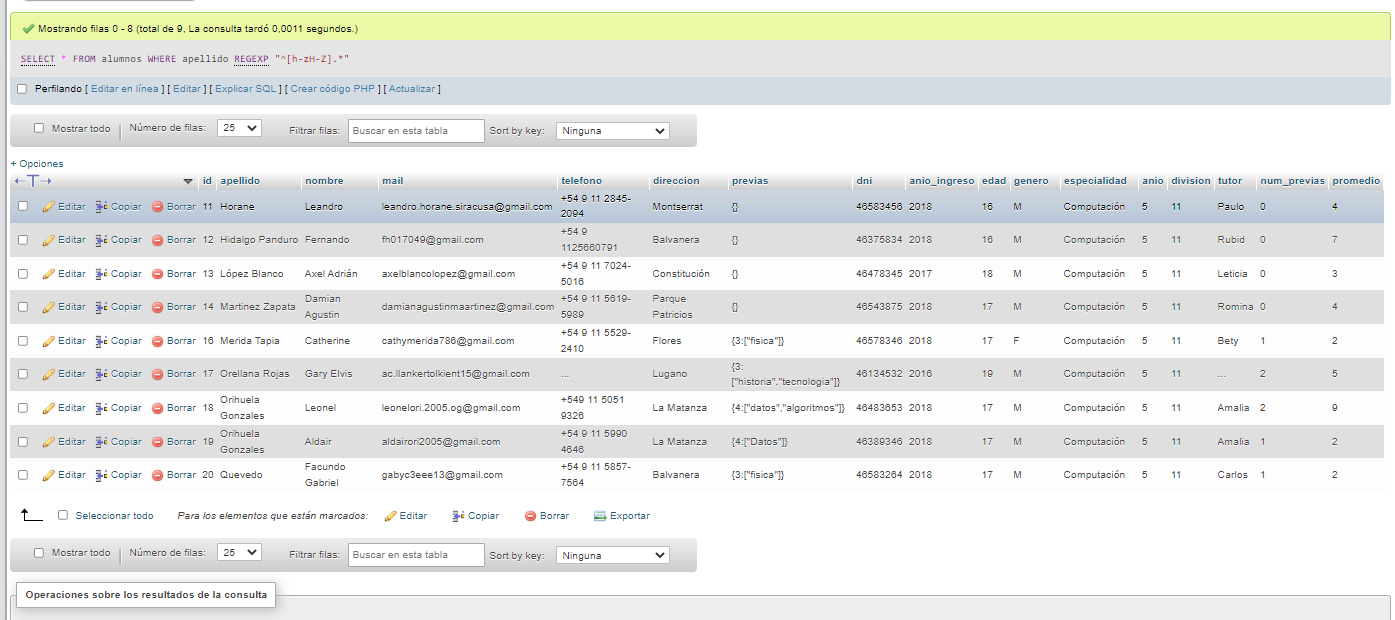 Mostrando filas 0 - 8 (total de 9, La consulta tardó 0,0011 segundos.)
SELECT * FROM alumnos WHERE apellido REGEXP "^[h-zH-Z].*"
Perfilando [ Editar en línea ] [ Editar ] [ Explicar SQL ] [ Crear código PHP ] [ Actualizar ]
Mostrar todo Número de filas: 25 Filtrar filas: Buscar en esta tabla Sort by key: Ninguna
+ Opciones
←T→ id apellido nombre mail telefono direccion previas dni anio_ingreso edad genero especialidad anio division tutor num_previas promedio
Editar Copiar Borrar 11 Horane Leandro leandro.horane.siracusa@gmail.com +54 9 11 2845-2094 Montserrat {} 46583456 2018 16 M Computación 5 11 Paulo 0 4
Editar Copiar Borrar 12 Hidalgo Panduro Fernando fh017049@gmail.com +54 9 1125660791 Balvanera {} 46375834 2018 16 M Computación 5 11 Rubid 0 7
Editar Copiar Borrar 13 López Blanco Axel Adrián axelblancolopez@gmail.com +54 9 11 7024-5016 Constitución {} 46478345 2017 18 M Computación 5 11 Leticia 0 3
Editar Copiar Borrar 14 Martinez Zapata Damian Agustin damianagustinmaartinez@gmail.com +54 9 11 5619-5989 Parque Patricios {} 46543875 2018 17 M Computación 5 11 Romina 0 4
Editar Copiar Borrar 16 Merida Tapia Catherine cathymerida786@gmail.com +54 9 11 5529-2410 Flores {3:["fisica"]} 46578346 2018 17 F Computación 5 11 Bety 1 2
Editar Copiar Borrar 17 Orellana Rojas Gary Elvis ac.llankertolkient15@gmail.com ... Lugano {3:["historia","tecnologia"]} 46134532 2016 19 M Computación 5 11 ... 2 5
Editar Copiar Borrar 18 Orihuela Gonzales Leonel leonelori.2005.og@gmail.com +549 11 5051 9326 La Matanza {4:["datos","algoritmos"]} 46483653 2018 17 M Computación 5 11 Amalia 2 9
Editar Copiar Borrar 19 Orihuela Gonzales Aldair aldairori2005@gmail.com +54 9 11 5990 4646 La Matanza {4:["Datos"]} 46389346 2018 17 M Computación 5 11 Amalia 1 2
Editar Copiar Borrar 20 Quevedo Facundo Gabriel gabyc3eee13@gmail.com +54 9 11 5857-7564 Balvanera {3:["fisica"]} 46583264 2018 17 M Computación 5 11 Carlos 1 2
Seleccionar todo Para los elementos que están marcados: Editar Copiar Borrar Exportar
Mostrar todo Número de filas: 25 Filtrar filas: Buscar en esta tabla Sort by key: Ninguna
Operaciones sobre los resultados de la consulta